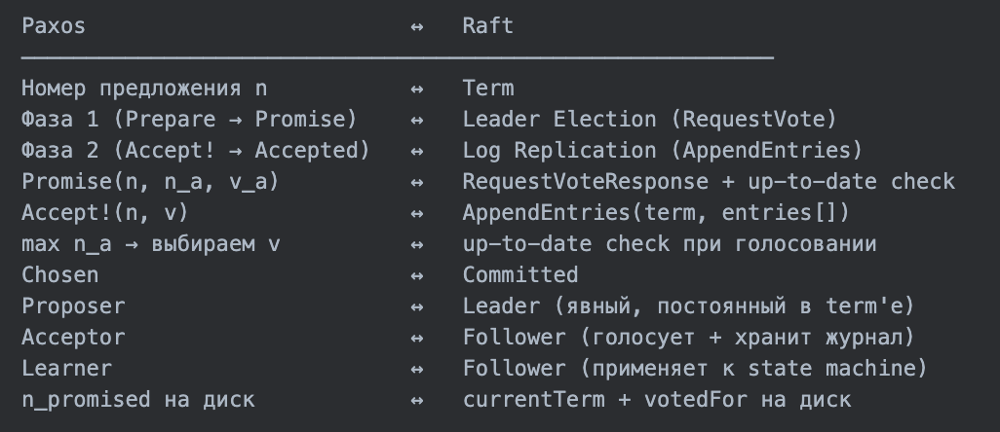 Paxos ↔ Raft
Номер предложения n ↔ Term
Фаза 1 (Prepare → Promise) ↔ Leader Election (RequestVote)
Фаза 2 (Accept! → Accepted) ↔ Log Replication (AppendEntries)
Promise(n, n_a, v_a) ↔ RequestVoteResponse + up-to-date check
Accept!(n, v) ↔ AppendEntries(term, entries[])
max n_a → выбираем v ↔ up-to-date check при голосовании
Chosen ↔ Committed
Proposer ↔ Leader (явный, постоянный в term'е)
Acceptor ↔ Follower (голосует + хранит журнал)
Learner ↔ Follower (применяет к state machine)
n_promised на диск ↔ currentTerm + votedFor на диск